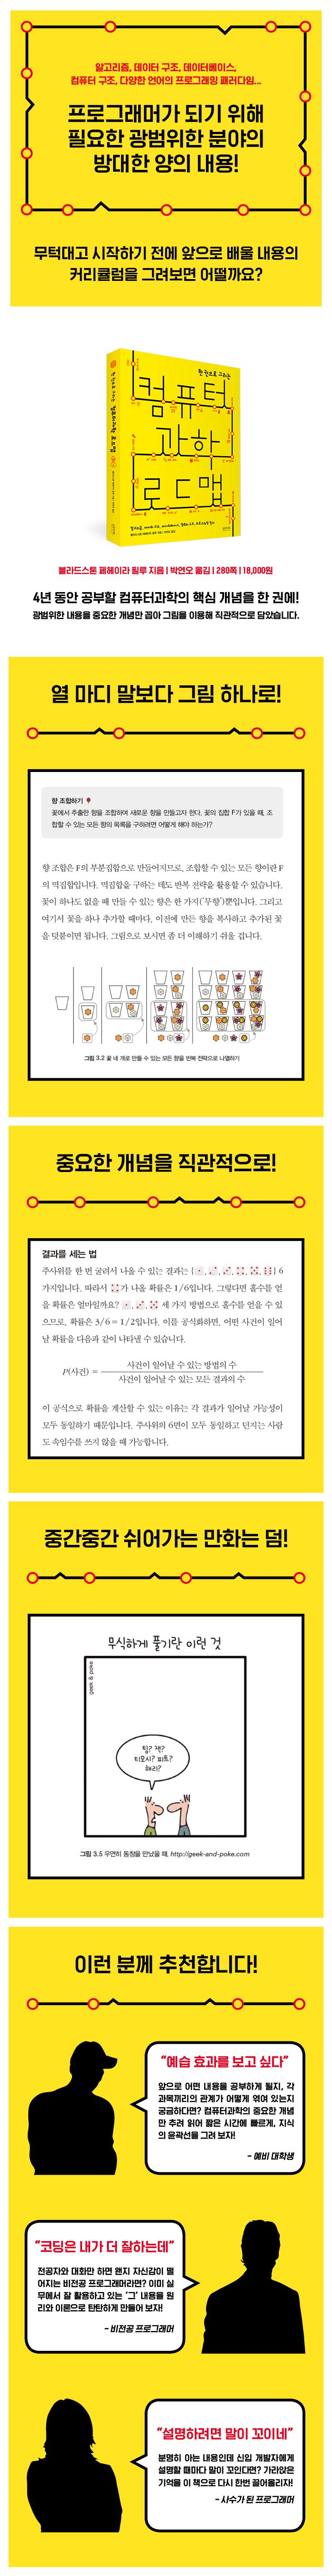 알고리즘, 데이터 구조, 데이터베이스,
컴퓨터 구조, 다양한 언어의 프로그래밍 패러다임...
프로그래머가 되기 위해
필요한 광범위한 분야의
방대한 양의 내용!
무턱대고 시작하기 전에 앞으로 배울 내용의
커리큘럼을 그려보면 어떨까요?
한 권으로 그리는
컴퓨터
과학
로드맵
블라드스톤 페헤이라 필루 지음 | 박연오 옮김 | 280쪽 | 18,000원
4년 동안 공부할 컴퓨터과학의 핵심 개념을 한 권에!
광범위한 내용을 중요한 개념만 꼽아 그림을 이용해 직관적으로 담았습니다.
열 마디 말보다 그림 하나로!
향 조합하기
꽃에서 추출한 향을 조합하여 새로운 향을 만들고자 한다. 꽃의 집합 F가 있을 때, 조
합할 수 있는 모든 향의 목록을 구하려면 어떻게 해야 하는가?
향 조합은 F의 부분집합으로 만들어지므로, 조합할 수 있는 모든 향이란 F
의 멱집합입니다. 멱집합을 구하는 데도 반복 전략을 활용할 수 있습니다.
꽃이 하나도 없을 때 만들 수 있는 향은 한 가지('무향')뿐입니다. 그리고
여기서 꽃을 하나 추가할 때마다, 이전에 만든 향을 복사하고 추가된 꽃
을 덧붙이면 됩니다. 그림으로 보시면 좀 더 이해하기 쉬울 겁니다.
그림 3.2 꽃 네 개로 만들 수 있는 모든 향을 반복 전략으로 나열하기
중요한 개념을 직관적으로!
결과를 세는 법
주사위를 한 번 굴려서 나올 수 있는 결과는 { , , , , , } 6
가지입니다. 따라서 가 나올 확률은 1/6입니다. 그렇다면 홀수를 얻
을 확률은 얼마일까요? , , 세 가지 방법으로 홀수를 얻을 수 있
으므로, 확률은 3/6 = 1/2입니다. 이를 공식화하면, 어떤 사건이 일어
날 확률을 다음과 같이 나타낼 수 있습니다.
P(사건) = 사건이 일어날 수 있는 방법의 수
사건이 일어날 수 있는 모든 결과의 수
이 공식으로 확률을 계산할 수 있는 이유는 각 결과가 일어날 가능성이
모두 동일하기 때문입니다. 주사위의 6면이 모두 동일하고 던지는 사람
도 속임수를 쓰지 않을 때 가능합니다.
중간중간 쉬어가는 만화는 덤!
무식하게 풀기란 이런 것
geek & poke
팀? 잭?
티모시? 피트?
해리?
그림 3.5 우연히 동창을 만났을 때, http://geek-and-poke.com
이런 분께 추천합니다!
“예습 효과를 보고 싶다”
앞으로 어떤 내용을 공부하게 될지, 각
과목끼리의 관계가 어떻게 엮여 있는지
궁금하다면? 컴퓨터과학의 중요한 개념
만 추려 읽어 짧은 시간에 빠르게, 지식
의 윤곽선을 그려 보자!
- 예비 대학생
“코딩은 내가 더 잘하는데”
전공자와 대화만 하면 왠지 자신감이 떨
어지는 비전공 프로그래머라면? 이미 실
무에서 잘 활용하고 있는 ‘그’ 내용을 원
리와 이론으로 탄탄하게 만들어 보자!
- 비전공 프로그래머
“설명하려면 말이 꼬이네”
분명히 아는 내용인데 신입 개발자에게
설명할 때마다 말이 꼬인다면? 가라앉은
기억을 이 책으로 다시 한번 끌어올리자!
- 사수가 된 프로그래머